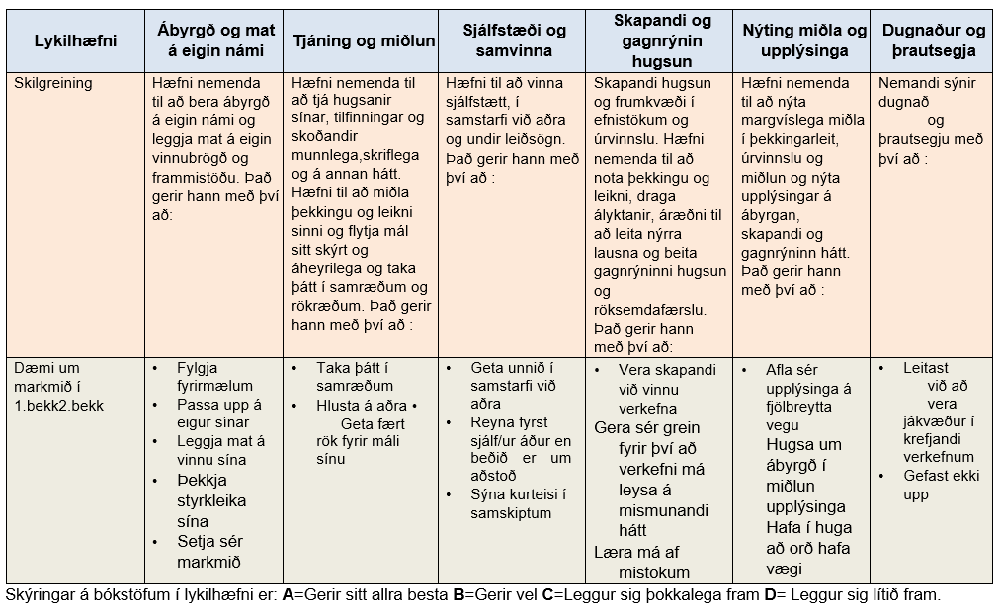 Lykilhæfni
Ábyrgð og mat
á eigin námi
Tjáning og miðlun
Sjálfstæði og
samvinna
Skapandi og
gagnrýnin
hugsun
Nýting miðla og
upplýsinga
Dugnaður og
þrautsegja
Skilgreining
Hæfni nemenda
til að bera ábyrgð
á eigin námi og
leggja mat á eigin
vinnubrögð og
frammistöðu. Það
gerir hann með því
að:
Hæfni nemenda til
að tjá hugsanir
sínar, tilfinningar og
skoðandir
munnlega,skriflega
og á annan hátt.
Hæfni til að miðla
þekkingu og leikni
sinni og flytja mál
sitt skýrt og
áheyrilega og taka
þátt í samræðum og
rökræðum. Það gerir
hann með því að :
Hæfni til að vinna
sjálfstætt, í
samstarfi við aðra
og undir leiðsögn.
Það gerir hann með
því að :
Skapandi hugsun
og frumkvæði í
efnistökum og
úrvinnslu. Hæfni
nemenda til að
nota þekkingu og
leikni, draga
ályktanir, áræðni til
að leita nýrra
lausna og beita
gagnrýninni hugsun
og
röksemdafærslu.
Það gerir hann
með því að:
Hæfni nemenda
til að nýta
margvíslega miðla
í þekkingarleit,
úrvinnslu og
miðlun og nýta
upplýsingar á
ábyrgan,
skapandi og
gagnrýninn hátt.
Það gerir hann
með því að :
Nemandi sýnir
dugnað
og
þrautsegju með
því að :
Dæmi um
markmið í
1.bekk2.bekk
• Fylgja
fyrirmælum
• Passa upp á
eigur sínar
• Leggja mat á
vinnu sína
• Þekkja
styrkleika
sína
• Setja sér
markmið
• Taka þátt í
samræðum
• Hlusta á aðra •
Geta fært
rök fyrir máli
sínu
• Geta unnið í
samstarfi við
aðra
• Reyna fyrst
sjálf/ur áður en
beðið er um
aðstoð
• Sýna kurteisi í
samskiptum
• Vera skapandi
við vinnu
verkefna
Gera sér grein
fyrir því að
verkefni má
leysa á
mismunandi
hátt
Læra má af
mistökum
• Afla sér
upplýsinga á
fjölbreytta
vegu
Hugsa um
ábyrgð í
miðlun
upplýsinga
Hafa í huga
að orð hafa
vægi
• Leitast
við að
vera
jákvæður í
krefjandi
verkefnum
• Gefast ekki
upp
Skýringar á bókstöfum í lykilhæfni er: A=Gerir sitt allra besta B=Gerir vel C=Leggur sig þokkalega fram D= Leggur sig lítið fram.